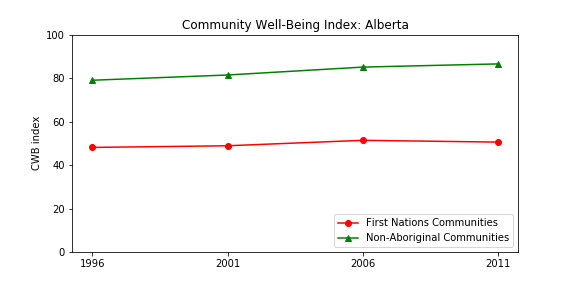 Community Well-Being Index: Alberta
100
80
60
40
20
0
CWB index
1996 2001 2006 2011
First Nations Communities
Non-Aboriginal Communities